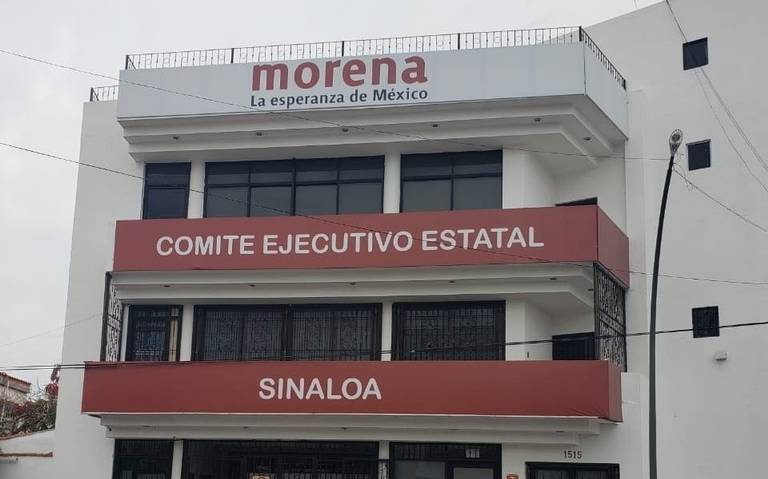 morena
La esperanza de México
COMITE EJECUTIVO ESTATAL
SINALOA
1515